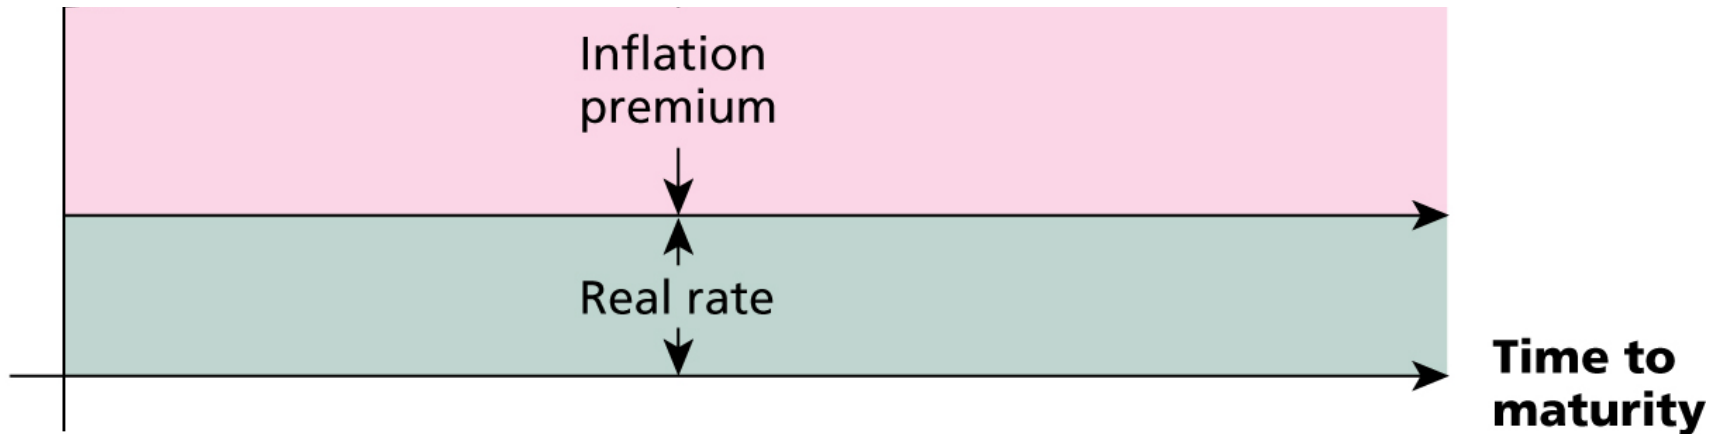 Inflation
premium
Real rate
Time to
maturity